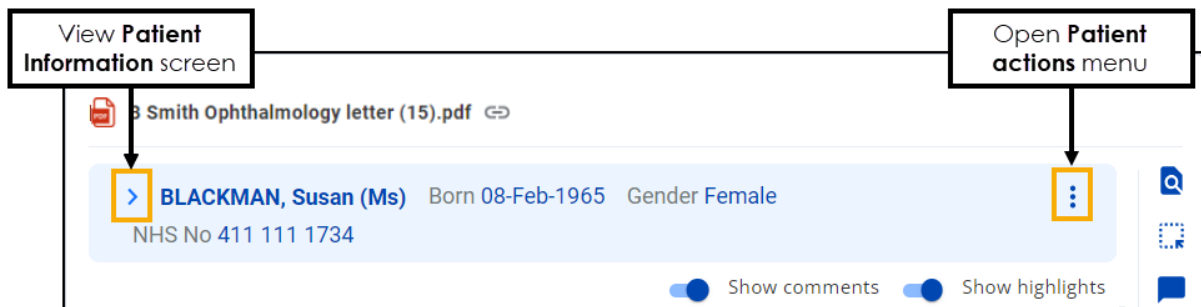 View Patient
Information screen
Open Patient
actions menu
PDF
B Smith Ophthalmology letter (15).pdf
BLACKMAN, Susan (Ms) Born 08-Feb-1965 Gender Female
NHS No 411 111 1734
Show comments Show highlights